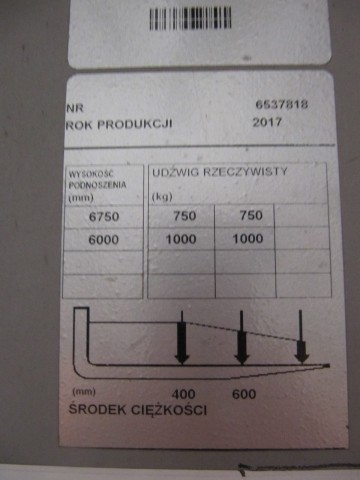 NR 6537818
ROK PRODUKCJI 2017
WYSOKOŚĆ PODNOSZENIA (mm)
UDŹWIG RZECZYWISTY (kg)
6750 750 750
6000 1000 1000
(mm) 400 600
ŚRODEK CIĘŻKOŚCI